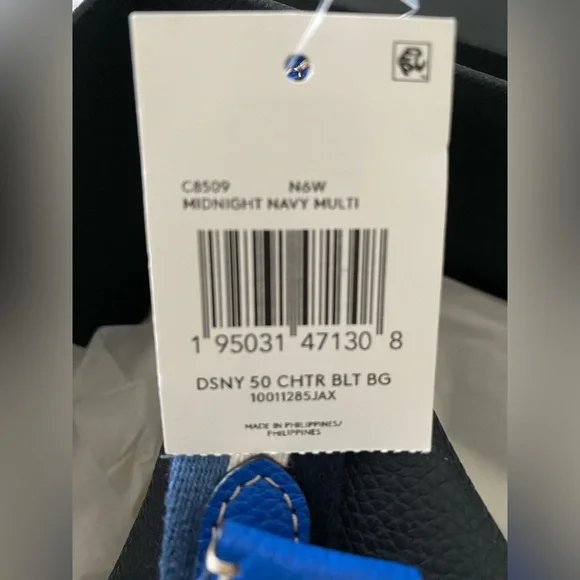 C8509 N6W
MIDNIGHT NAVY MULTI
1 95031 47130 8
DSNY 50 CHTR BLT BG
10011285JAX
MADE IN PHILIPPINES/
PHILIPPINES